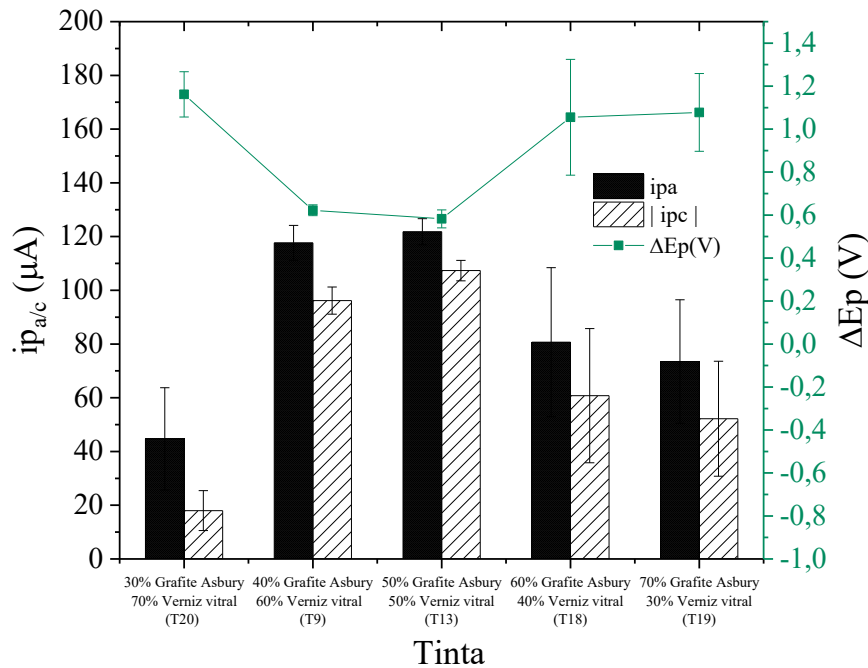 200
180
160
140
120
100
80
60
40
20
0
ip a/c (μA)
1,4
1,2
1,0
0,8
0,6
0,4
0,2
0,0
-0,2
-0,4
-0,6
-0,8
-1,0
ΔEp (V)
ipa
| ipc |
ΔEp(V)
30% Grafite Asbury
70% Verniz vitral
(T20)
40% Grafite Asbury
60% Verniz vitral
(T9)
50% Grafite Asbury
50% Verniz vitral
(T13)
60% Grafite Asbury
40% Verniz vitral
(T18)
70% Grafite Asbury
30% Verniz vitral
(T19)
Tinta